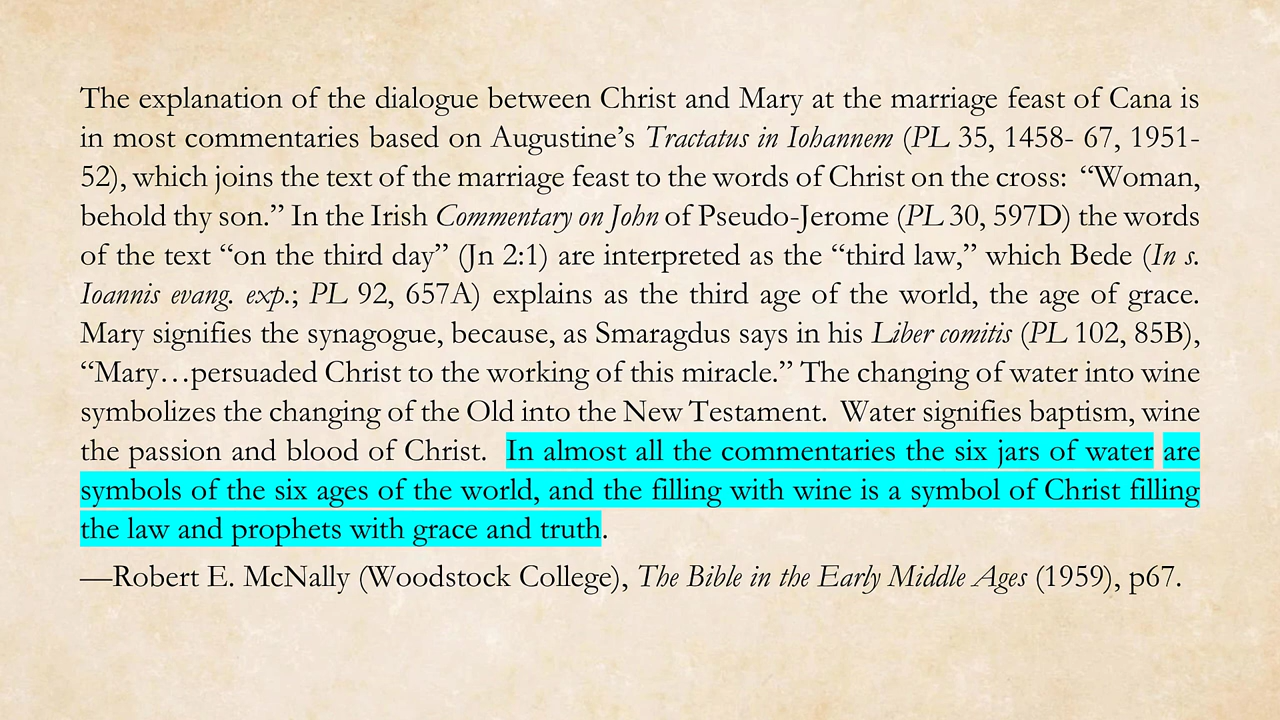 The explanation of the dialogue between Christ and Mary at the marriage feast of Cana is
in most commentaries based on Augustine’s Tractatus in Iohannem (PL 35, 1458- 67, 1951-
52), which joins the text of the marriage feast to the words of Christ on the cross:  “Woman,
behold thy son.” In the Irish Commentary on John of Pseudo-Jerome (PL 30, 597D) the words
of the text “on the third day” (Jn 2:1) are interpreted as the “third law,” which Bede (In s.
Ioannis evang. exp.; PL 92, 657A) explains as the third age of the world, the age of grace.
Mary signifies the synagogue, because, as Smaragdus says in his Liber comitis (PL 102, 85B),
“Mary…persuaded Christ to the working of this miracle.” The changing of water into wine
symbolizes the changing of the Old into the New Testament.  Water signifies baptism, wine
the passion and blood of Christ.  In almost all the commentaries the six jars of water are
symbols of the six ages of the world, and the filling with wine is a symbol of Christ filling
the law and prophets with grace and truth.
—Robert E. McNally (Woodstock College), The Bible in the Early Middle Ages (1959), p67.